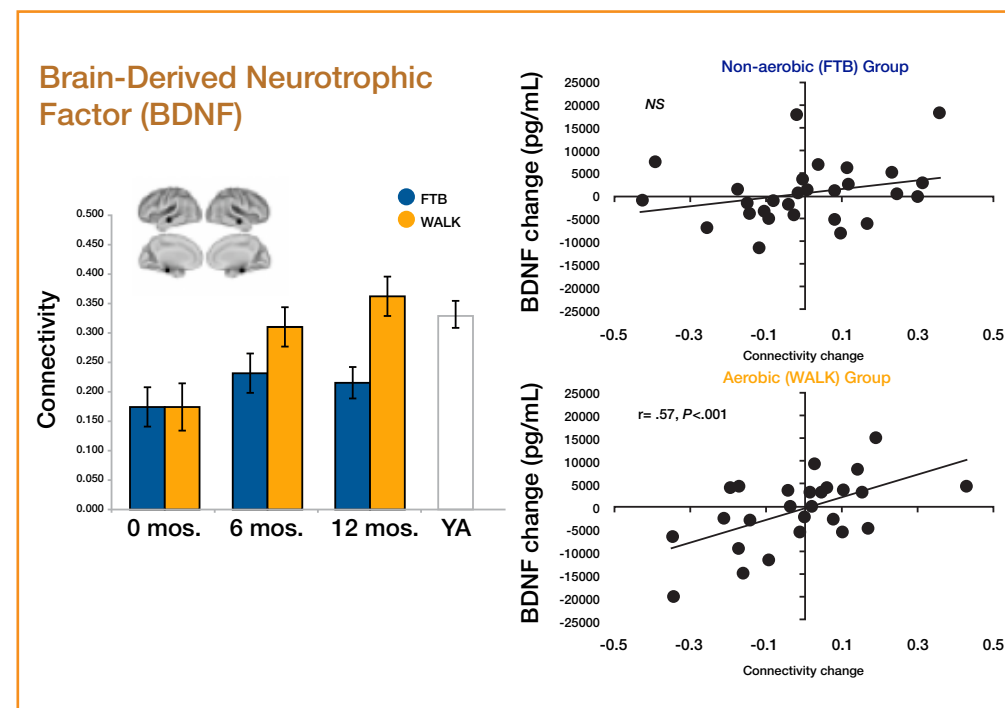 Brain-Derived Neurotrophic
Factor (BDNF)
FTB
WALK
Connectivity
0.500
0.450
0.400
0.350
0.300
0.250
0.200
0.150
0.100
0.050
0.000
0 mos.
6 mos.
12 mos.
YA
Non-aerobic (FTB) Group
NS
BDNF change (pg/mL)
25000
20000
15000
10000
5000
0
-5000
-10000
-15000
-20000
-25000
-0.5
-0.3
-0.1
0.1
0.3
0.5
Connectivity change
Aerobic (WALK) Group
r= .57, P<.001
BDNF change (pg/mL)
25000
20000
15000
10000
5000
0
-5000
-10000
-15000
-20000
-25000
-0.5
-0.3
-0.1
0.1
0.3
0.5
Connectivity change